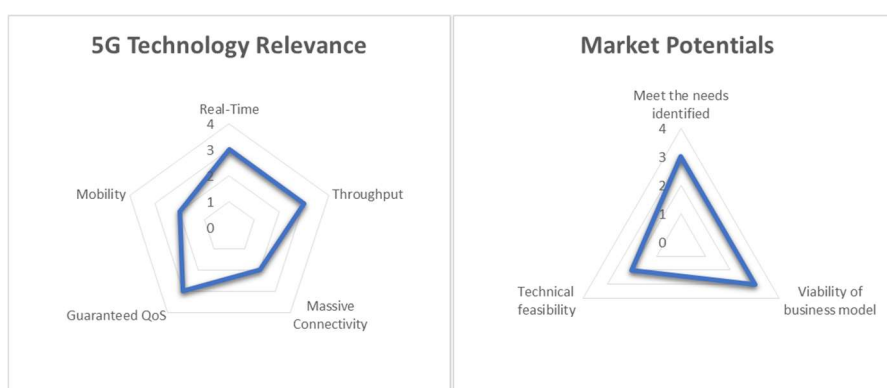 5G Technology Relevance
Real-Time
4
3
2
1
0
Mobility
Throughput
Guaranteed QoS
Massive
Connectivity
Market Potentials
Meet the needs
identified
4
3
2
1
0
Technical
feasibility
Viability of
business model